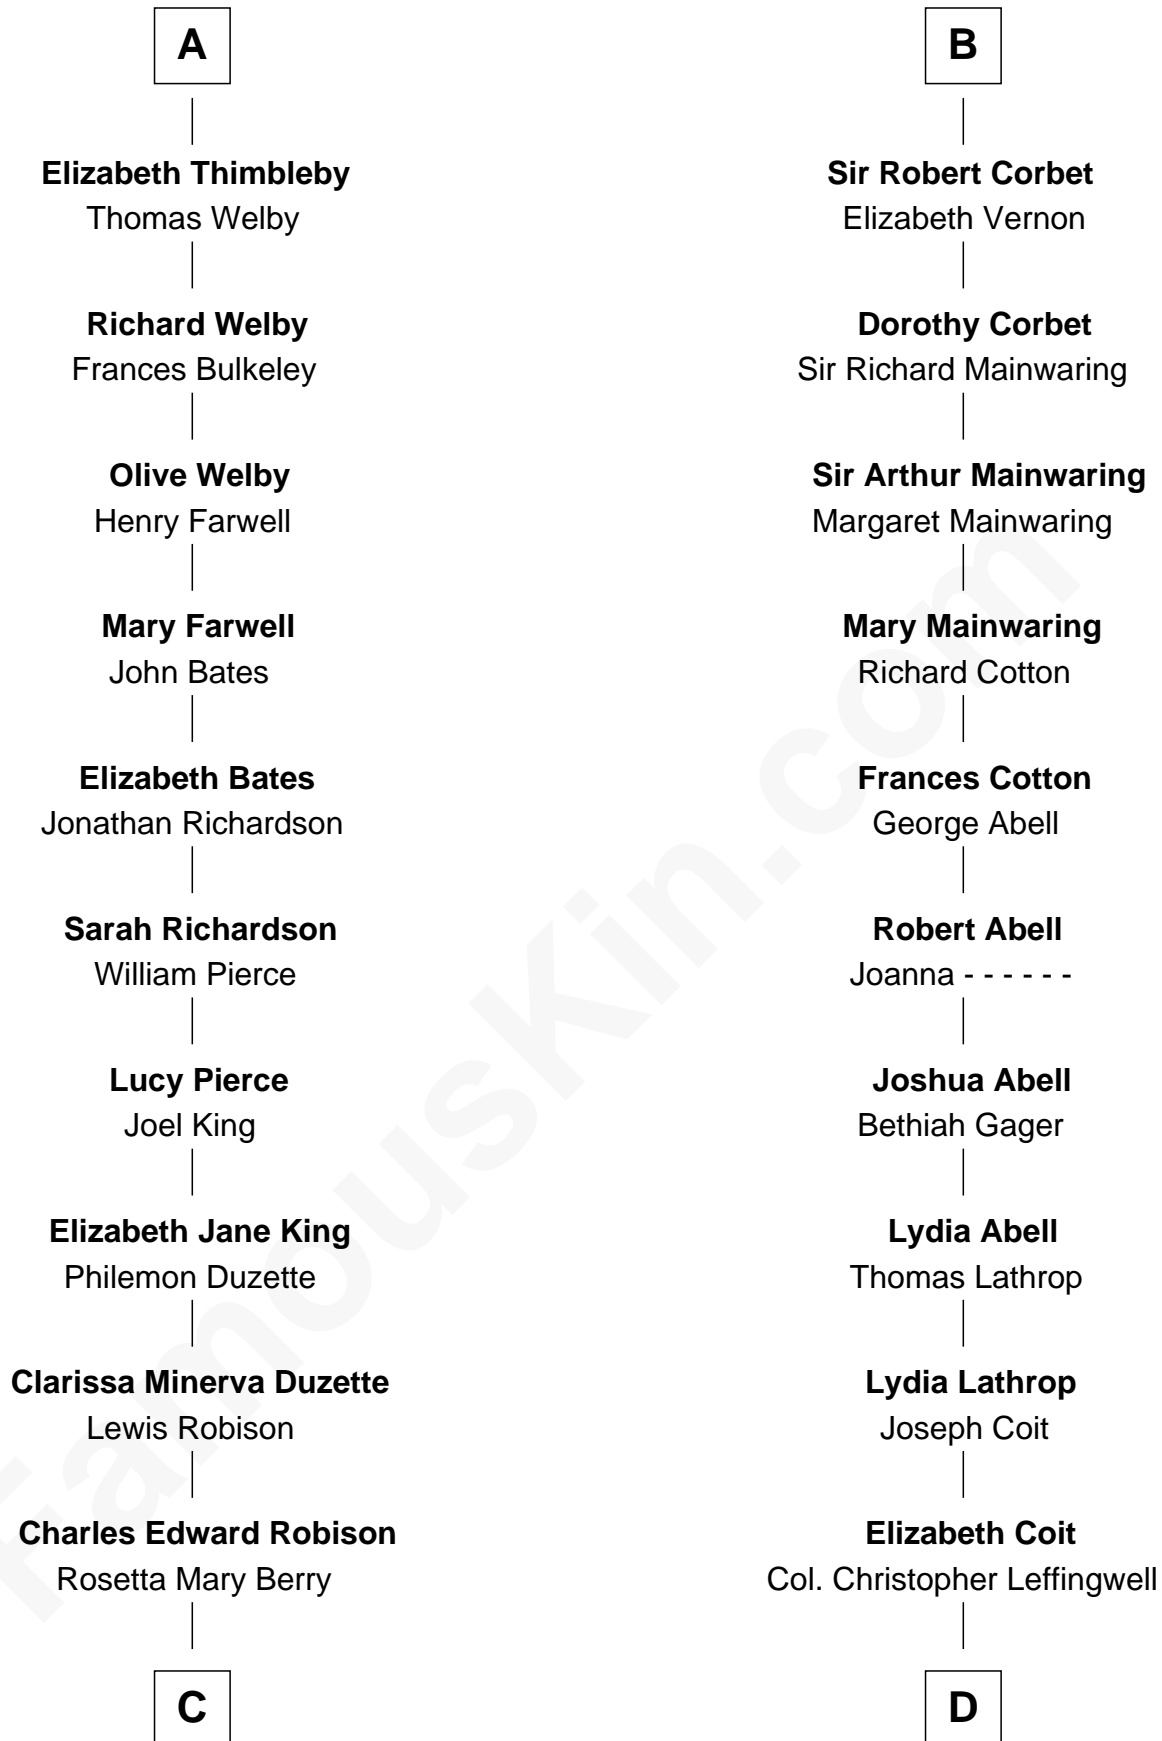 A
Elizabeth Thimbleby
Thomas Welby
Richard Welby
Frances Bulkeley
Olive Welby
Henry Farwell
Mary Farwell
John Bates
Elizabeth Bates
Jonathan Richardson
Sarah Richardson
William Pierce
Lucy Pierce
Joel King
Elizabeth Jane King
Philemon Duzette
Clarissa Minerva Duzette
Lewis Robison
Charles Edward Robison
Rosetta Mary Berry
C
B
Sir Robert Corbet
Elizabeth Vernon
Dorothy Corbet
Sir Richard Mainwaring
Sir Arthur Mainwaring
Margaret Mainwaring
Mary Mainwaring
Richard Cotton
Frances Cotton
George Abell
Robert Abell
Joanna - - - - - -
Joshua Abell
Bethiah Gager
Lydia Abell
Thomas Lathrop
Lydia Lathrop
Joseph Coit
Elizabeth Coit
Col. Christopher Leffingwell
D
FamousKin.com